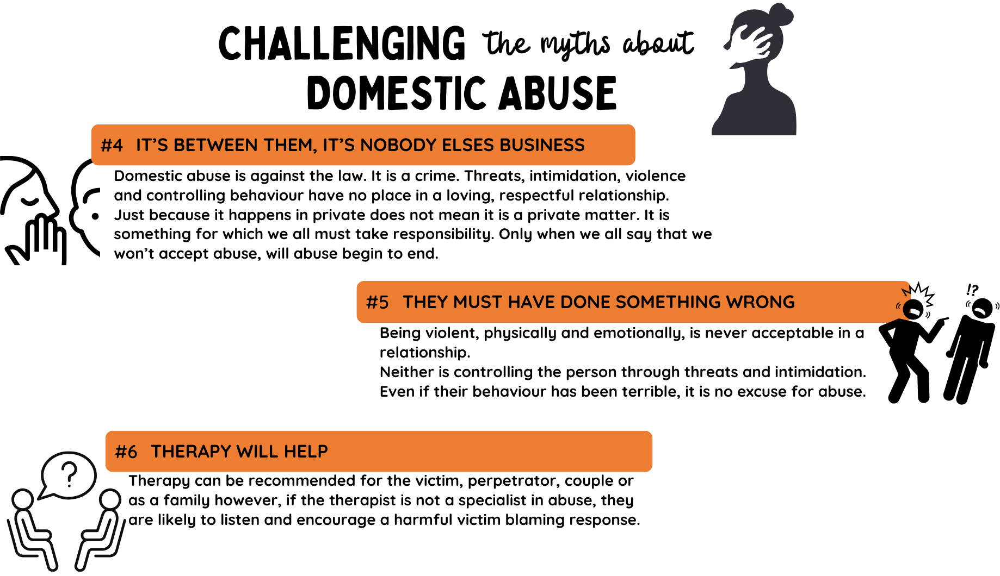 CHALLENGING the myths about
DOMESTIC ABUSE
#4 IT’S BETWEEN THEM, IT’S NOBODY ELSES BUSINESS
Domestic abuse is against the law. It is a crime. Threats, intimidation, violence
and controlling behaviour have no place in a loving, respectful relationship.
Just because it happens in private does not mean it is a private matter. It is
something for which we all must take responsibility. Only when we all say that we
won’t accept abuse, will abuse begin to end.
#5 THEY MUST HAVE DONE SOMETHING WRONG
!?
Being violent, physically and emotionally, is never acceptable in a
relationship.
Neither is controlling the person through threats and intimidation.
Even if their behaviour has been terrible, it is no excuse for abuse.
#6 THERAPY WILL HELP
?
Therapy can be recommended for the victim, perpetrator, couple or
as a family however, if the therapist is not a specialist in abuse, they
are likely to listen and encourage a harmful victim blaming response.